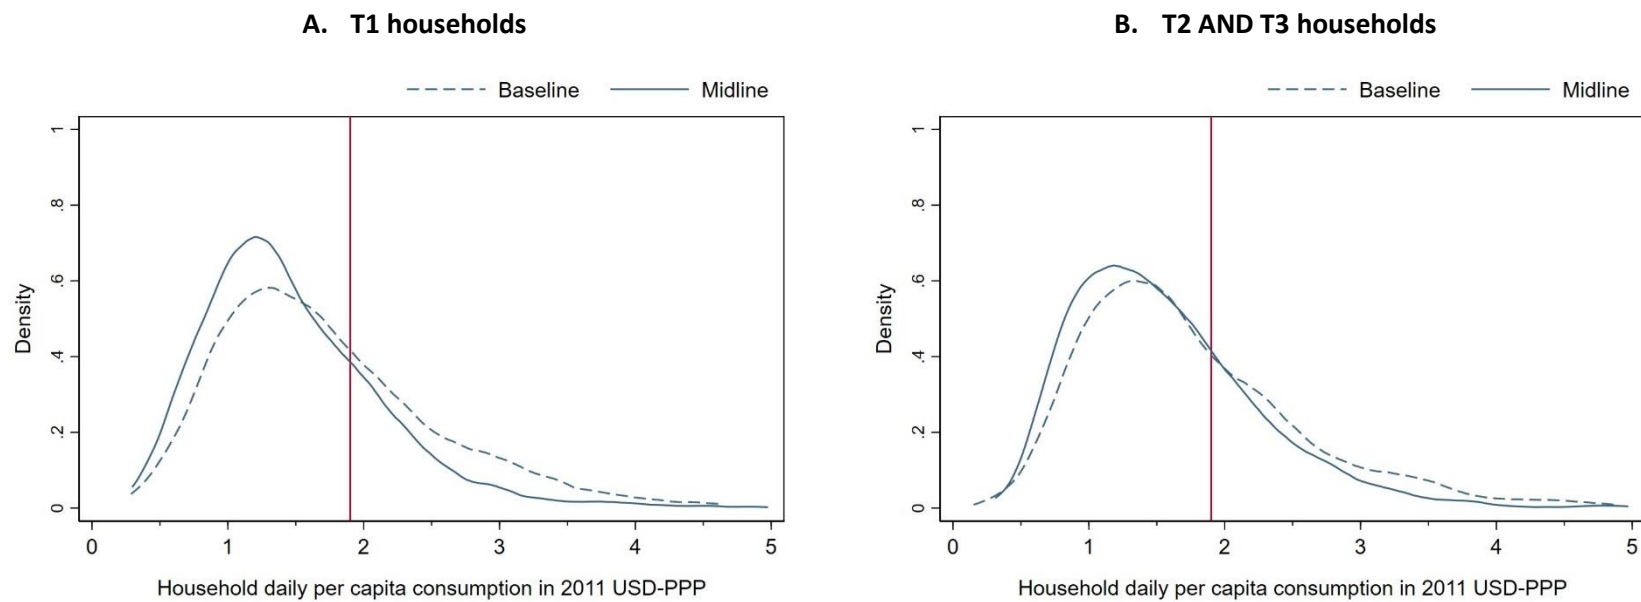 A. T1 households
Baseline Midline
1
.8
.6
.4
.2
0
Density
0 1 2 3 4 5
Household daily per capita consumption in 2011 USD-PPP
B. T2 AND T3 households
Baseline Midline
1
.8
.6
.4
.2
0
Density
0 1 2 3 4 5
Household daily per capita consumption in 2011 USD-PPP